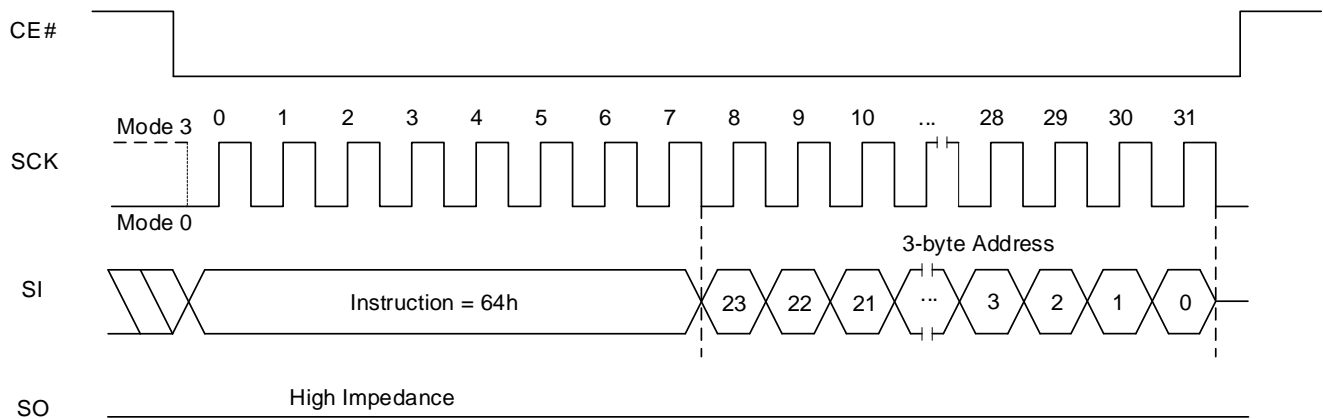 CE#
0 1 2 3 4 5 6 7 8 9 10 ... 28 29 30 31
Mode 3
SCK
Mode 0
3-byte Address
SI
Instruction = 64h 23 22 21 ... 3 2 1 0
High Impedance
SO